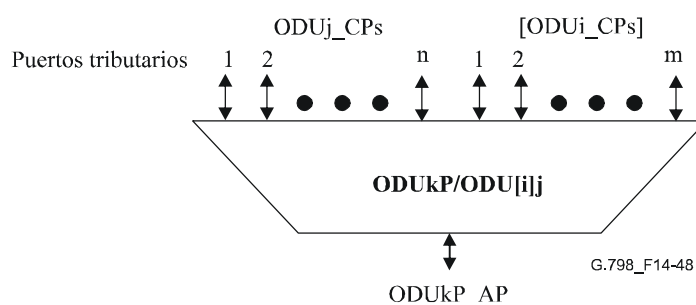 ODUj_CPs [ODUi_CPs]
Puertos tributarios 1 2 n 1 2 m
ODUkP/ODU[i]j
G.798_F14-48
ODUkP_AP